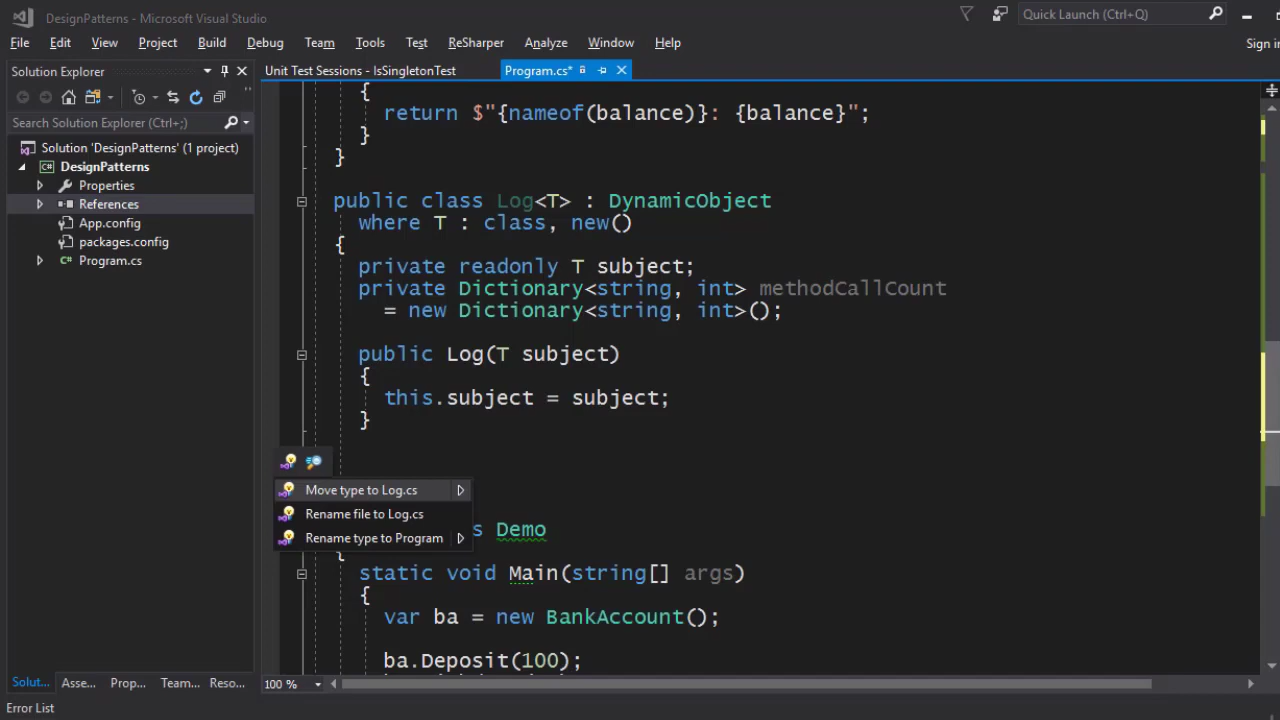 DesignPatterns - Microsoft Visual Studio
Quick Launch (Ctrl+Q)
File Edit View Project Build Debug Team Tools Test ReSharper Analyze Window Help
Sign in
Solution Explorer
Unit Test Sessions - IsSingletonTest
Program.cs*
Search Solution Explorer (Ctrl+;)
Solution 'DesignPatterns' (1 project)
DesignPatterns
Properties
References
App.config
packages.config
Program.cs
{
return $"{nameof(balance)}: {balance}";
}
}
public class Log<T> : DynamicObject
where T : class, new()
{
private readonly T subject;
private Dictionary<string, int> methodCallCount
= new Dictionary<string, int>();
public Log(T subject)
{
this.subject = subject;
}
Move type to Log.cs
Rename file to Log.cs
Rename type to Program
s Demo
{
static void Main(string[] args)
{
var ba = new BankAccount();
ba.Deposit(100);
Solut... Asse... Prop... Team... Reso...
100 %
Error List